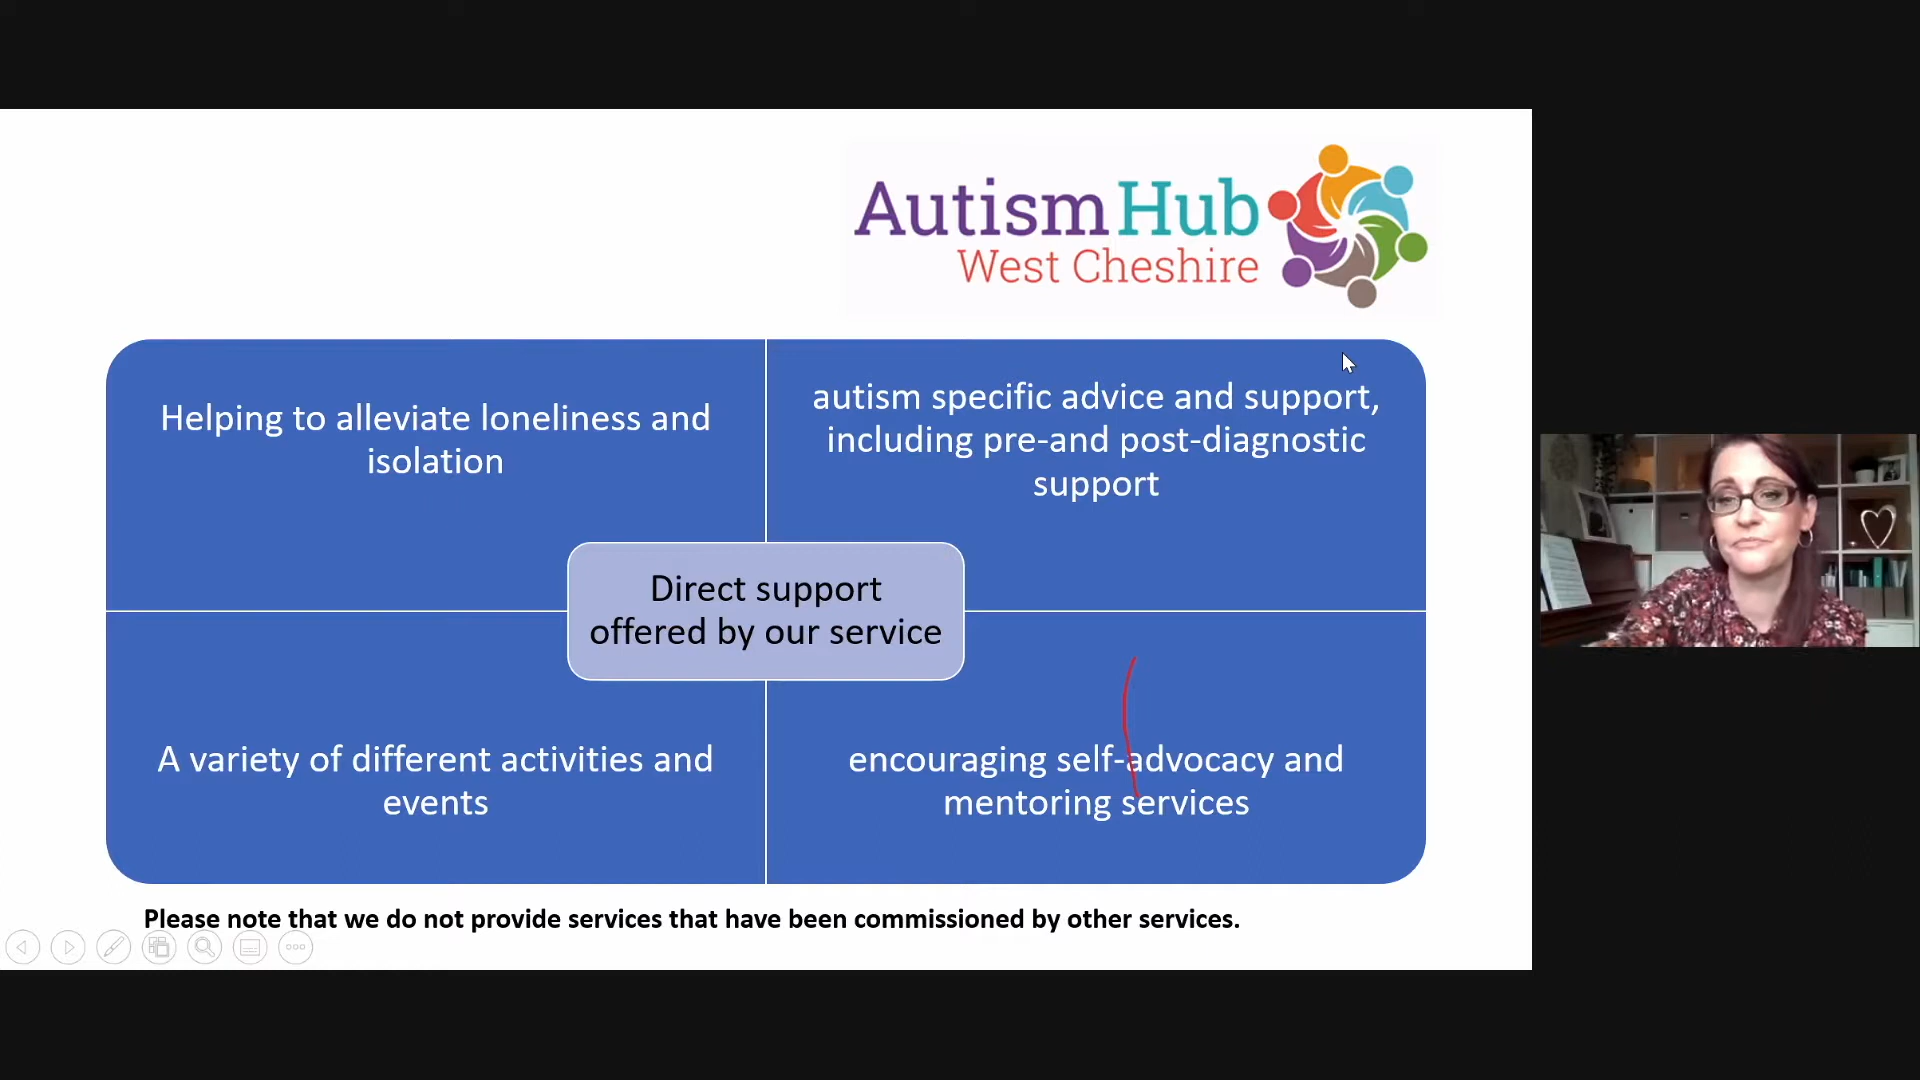 Autism Hub
West Cheshire
Helping to alleviate loneliness and
isolation
autism specific advice and support,
including pre-and post-diagnostic
support
Direct support
offered by our service
A variety of different activities and
events
encouraging self-advocacy and
mentoring services
Please note that we do not provide services that have been commissioned by other services.